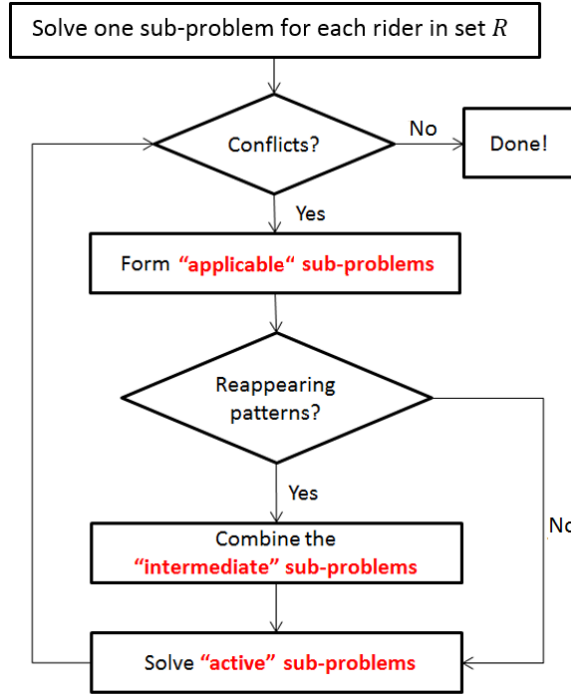 Solve one sub-problem for each rider in set R
Conflicts?
No
Done!
Yes
Form “applicable“ sub-problems
Reappearing
patterns?
Yes
No
Combine the
“intermediate” sub-problems
Solve “active” sub-problems